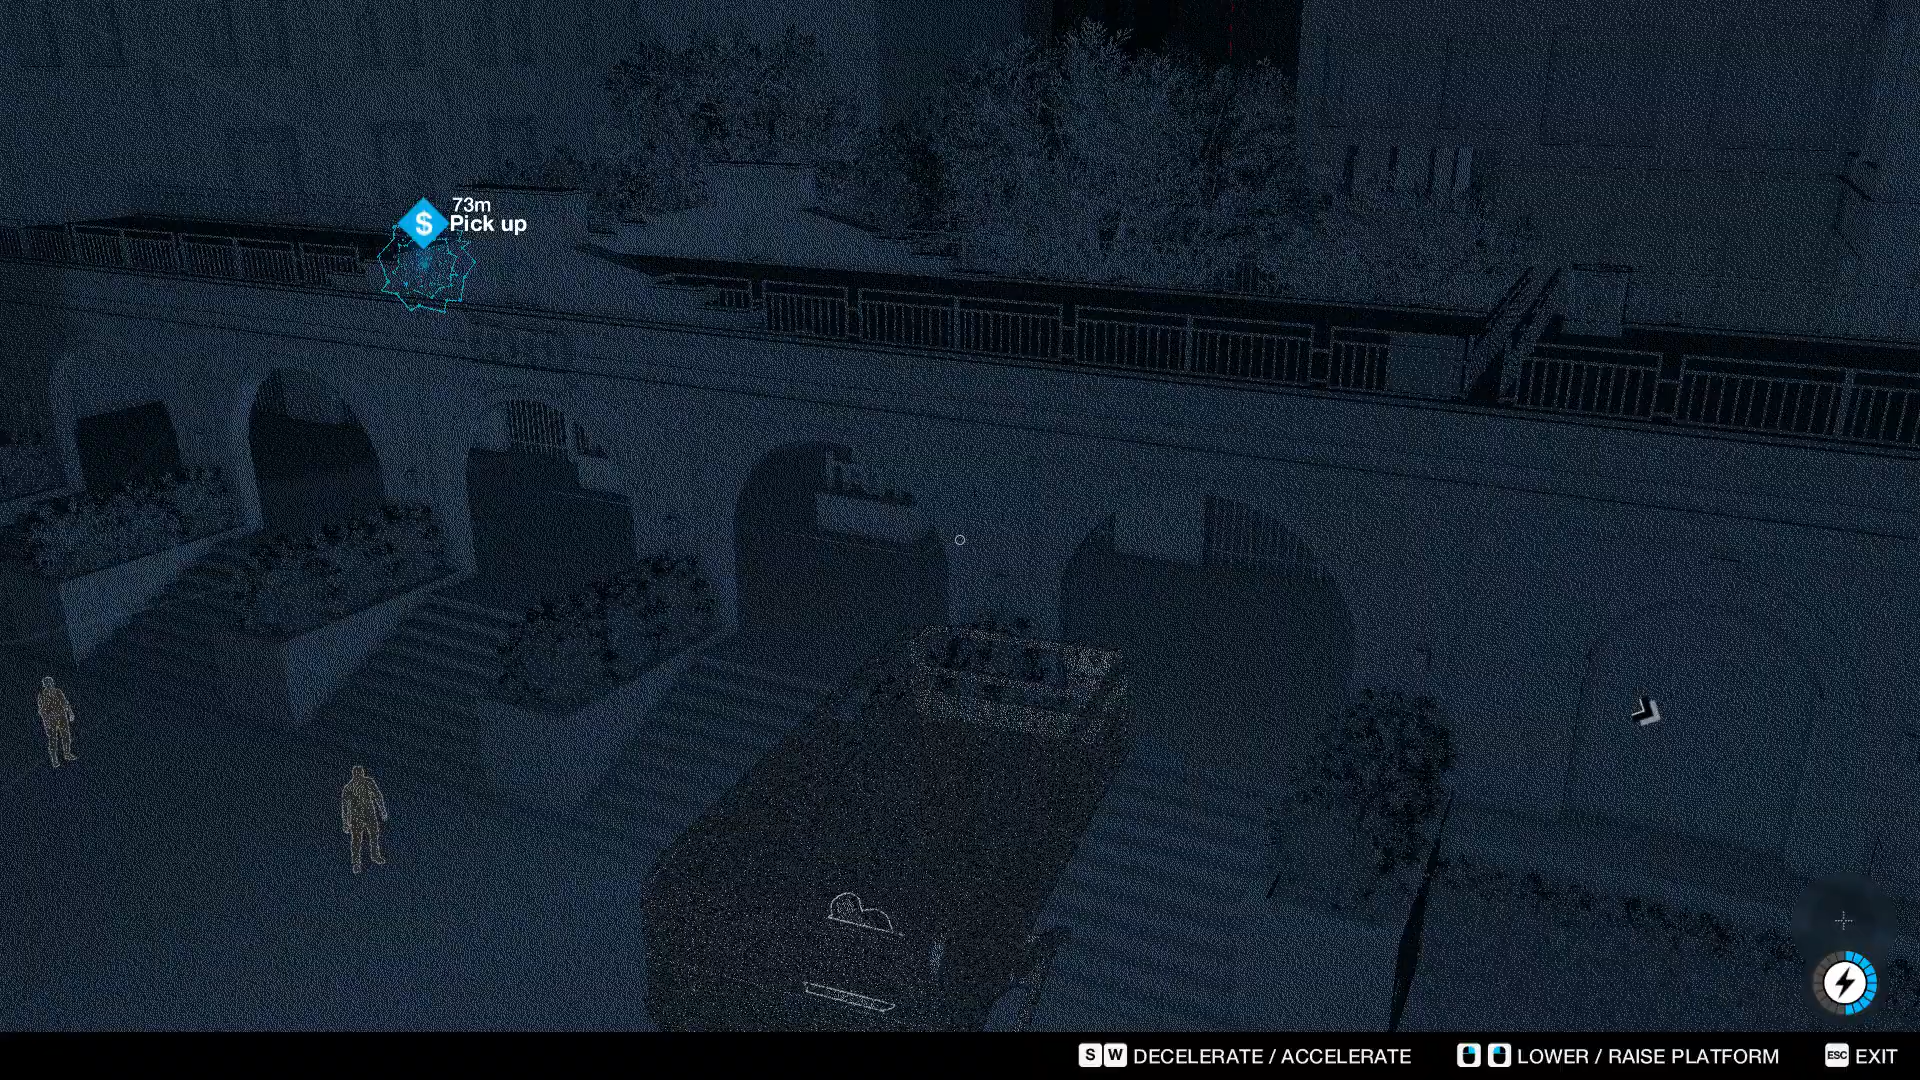 73m
$ Pick up
S W DECELERATE / ACCELERATE LOWER / RAISE PLATFORM ESC EXIT